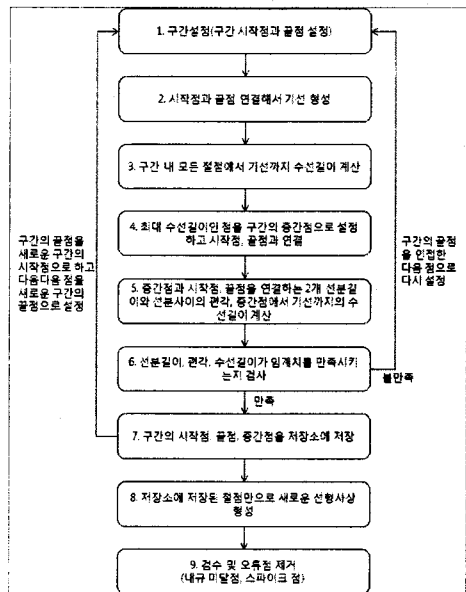 1. 구간설정(구간 시작점과 끝점 설정)
2. 시작점과 끝점 연결해서 기선 형성
3. 구간 내 모든 절점에서 기선까지 수선길이 계산
4. 최대 수선길이인 점을 구간의 중간점으로 설정
하고 시작점, 끝점과 연결
5. 중간점과 시작점, 끝점을 연결하는 2개 선분길
이와 선분사이의 편각, 중간점에서 기선까지의 수
선길이 계산
6. 선분길이, 편각, 수선길이가 임계치를 만족시키
는지 검사
만족
불만족
7. 구간의 시작점, 끝점, 중간점을 저장소에 저장
8. 저장소에 저장된 절점만으로 새로운 선형사상
형성
9. 검수 및 오류점 제거
(내규 미달점, 스파이크 점)
구간의 끝점을
새로운 구간의
시작점으로 하고
다음다음 점을
새로운 구간의
끝점으로 설정
구간의 끝점
을 인접한
다음 점으로
다시 설정